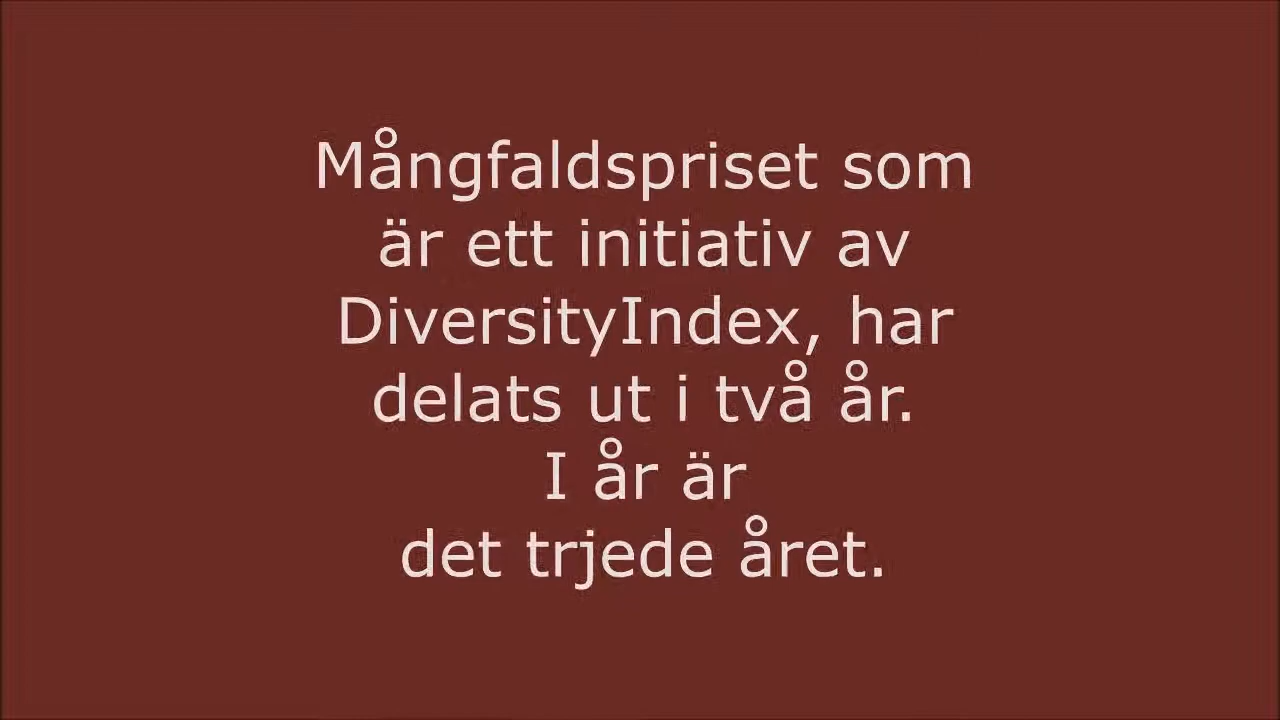 Mångfaldspriset som
är ett initiativ av
DiversityIndex, har
delats ut i två år.
I år är
det trjede året.